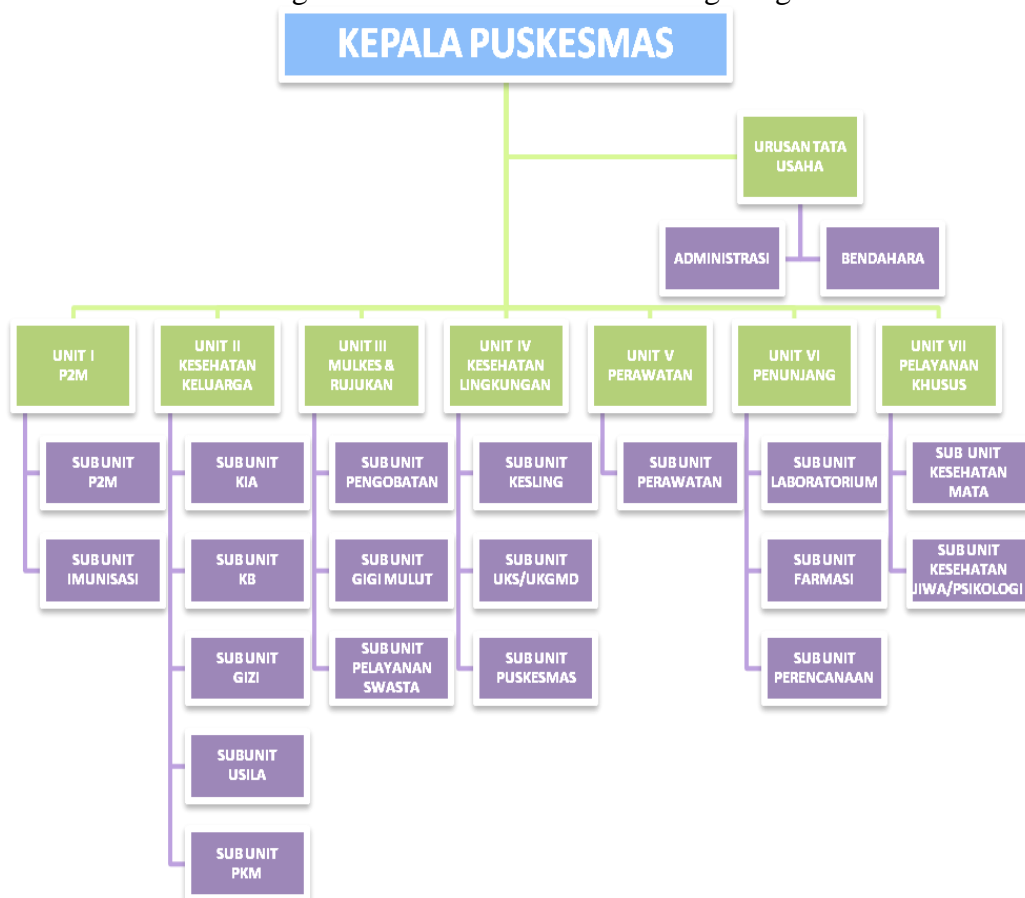 KEPALA PUSKESMAS
URUSAN TATA
USAHA
ADMINISTRASI
BENDAHARA
UNIT I
P2M
UNIT II
KESEHATAN
KELUARGA
UNIT III
MULKES &
RUJUKAN
UNIT IV
KESEHATAN
LINGKUNGAN
UNIT V
PERAWATAN
UNIT VI
PENUNJANG
UNIT VII
PELAYANAN
KHUSUS
SUB UNIT
P2M
SUB UNIT
IMUNISASI
SUB UNIT
KIA
SUB UNIT
KB
SUB UNIT
GIZI
SUBUNIT
USILA
SUB UNIT
PKM
SUB UNIT
PENGOBATAN
SUB UNIT
GIGI MULUT
SUB UNIT
PELAYANAN
SWASTA
SUB UNIT
KESLING
SUB UNIT
UKS/UKGMD
SUB UNIT
PUSKESMAS
SUB UNIT
PERAWATAN
SUB UNIT
LABORATORIUM
SUB UNIT
FARMASI
SUB UNIT
PERENCANAAN
SUB UNIT
KESEHATAN
MATA
SUB UNIT
KESEHATAN
JIWA/PSIKOLOGI